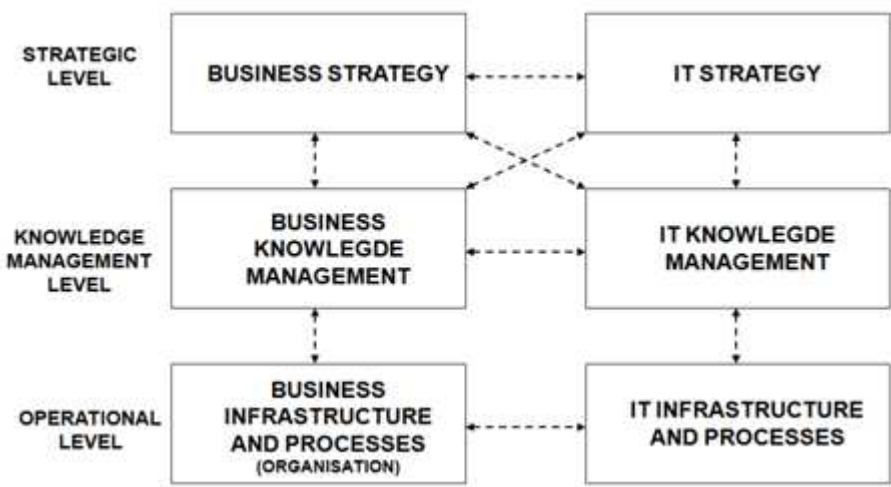 STRATEGIC
LEVEL
BUSINESS STRATEGY
IT STRATEGY
KNOWLEDGE
MANAGEMENT
LEVEL
BUSINESS
KNOWLEGDE
MANAGEMENT
IT KNOWLEGDE
MANAGEMENT
OPERATIONAL
LEVEL
BUSINESS
INFRASTRUCTURE
AND PROCESSES
(ORGANISATION)
IT INFRASTRUCTURE
AND PROCESSES